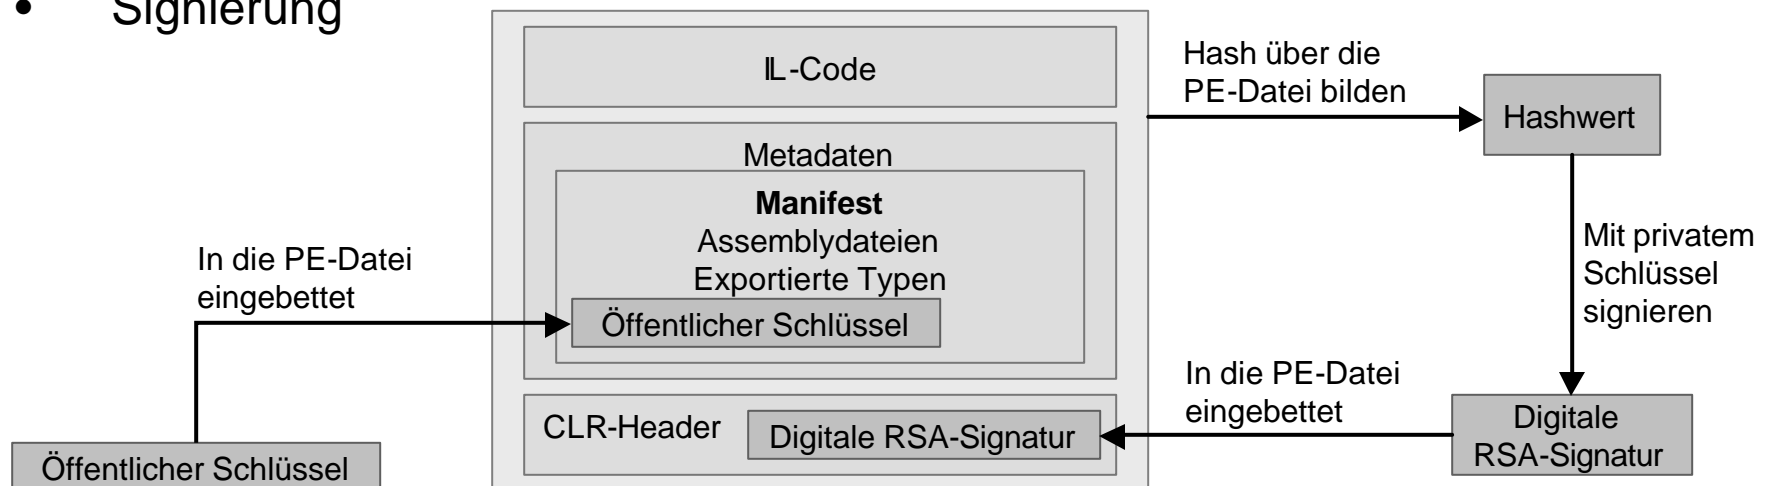 • Signierung
IL-Code
Metadaten
Manifest
Assemblydateien
Exportierte Typen
Öffentlicher Schlüssel
CLR-Header
Digitale RSA-Signatur
In die PE-Datei
eingebettet
Öffentlicher Schlüssel
Hash über die
PE-Datei bilden
Hashwert
Mit privatem
Schlüssel
signieren
Digitale
RSA-Signatur
In die PE-Datei
eingebettet